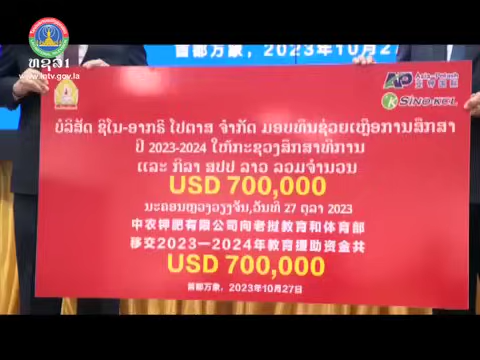 ທຊລ1
www.lntv.gov.la
首都万象，2023年10月27
AP Asia-Potash
亚钾国际
SINO-KCL
ບໍລິສັດ ຊີໂນ-ອາກຣິ ໂປຕາສ ຈຳກັດ ມອບທຶນຊ່ວຍເຫຼືອການສຶກສາ
ປີ 2023-2024 ໃຫ້ກະຊວງສຶກສາທິການ
ແລະ ກິລາ ສປປ ລາວ ລວມຈຳນວນ
USD 700,000
ນະຄອນຫຼວງວຽງຈັນ,ວັນທີ 27 ຕຸລາ 2023
中农钾肥有限公司向老挝教育和体育部
移交2023—2024年教育援助资金共
USD 700,000
首都万象，2023年10月27日